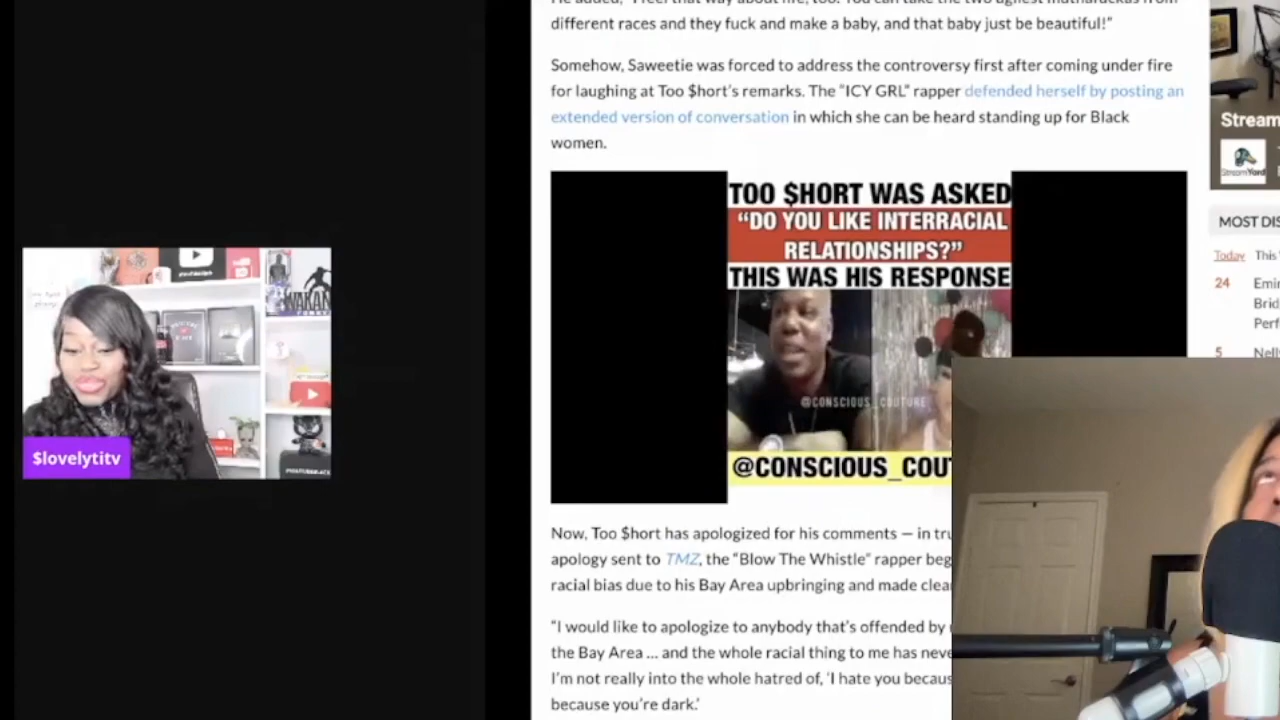 different races and they fuck and make a baby, and that baby just be beautiful!”
Somehow, Saweetie was forced to address the controversy first after coming under fire
for laughing at Too $hort’s remarks. The “ICY GRL” rapper defended herself by posting an
extended version of conversation in which she can be heard standing up for Black
women.
TOO $HORT WAS ASKED
“DO YOU LIKE INTERRACIAL
RELATIONSHIPS?”
THIS WAS HIS RESPONSE
@CONSCIOUS_COUTURE
@CONSCIOUS_COU
Now, Too $hort has apologized for his comments — in
apology sent to TMZ, the “Blow The Whistle” rapper
racial bias due to his Bay Area upbringing and made
“I would like to apologize to anybody that’s offended by
the Bay Area ... and the whole racial thing to me has
I’m not really into the whole hatred of, ‘I hate you
because you’re dark.’
Stream
StreamYard
MOST DIS
Today This
24
5
WAKAN
$lovelytitv